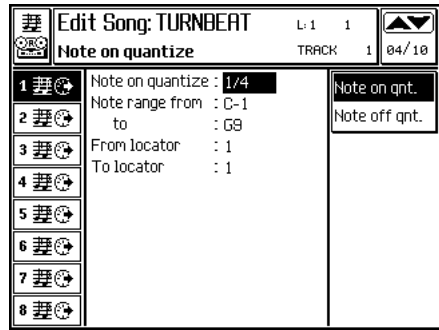 Edit Song: TURNBEAT L: 1 1
Note on quantize TRACK 1 04/10
Note on quantize : 1/4
Note range from : C-1
to : G9
From locator : 1
To locator : 1
Note on qnt.
Note off qnt.
1
2
3
4
5
6
7
8